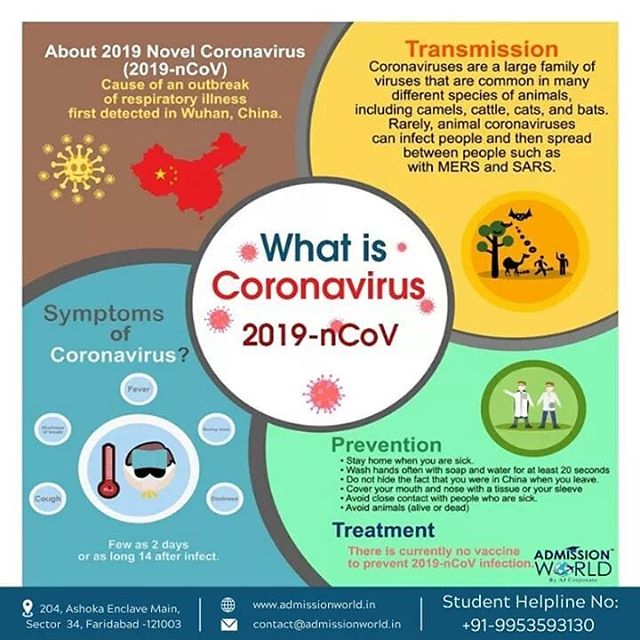 About 2019 Novel Coronavirus
(2019-nCoV)
Cause of an outbreak
of respiratory illness
first detected in Wuhan, China.
Transmission
Coronaviruses are a large family of
viruses that are common in many
different species of animals,
including camels, cattle, cats, and bats.
Rarely, animal coronaviruses
can infect people and then spread
between people such as
with MERS and SARS.
What is
Coronavirus
2019-nCoV
Symptoms
of
Coronavirus?
Fever
Shortness
of breath
Runny nose
Cough
Dizziness
Few as 2 days
or as long 14 after infect.
Prevention
• Stay home when you are sick.
• Wash hands often with soap and water for at least 20 seconds
• Do not hide the fact that you were in China when you leave.
• Cover your mouth and nose with a tissue or your sleeve
• Avoid close contact with people who are sick.
• Avoid animals (alive or dead)
Treatment
There is currently no vaccine
to prevent 2019-nCoV infection.
ADMISSION
WORLD
By AJ Corporate
204, Ashoka Enclave Main,
Sector 34, Faridabad -121003
www.admissionworld.in
contact@admissionworld.in
Student Helpline No:
+91-9953593130